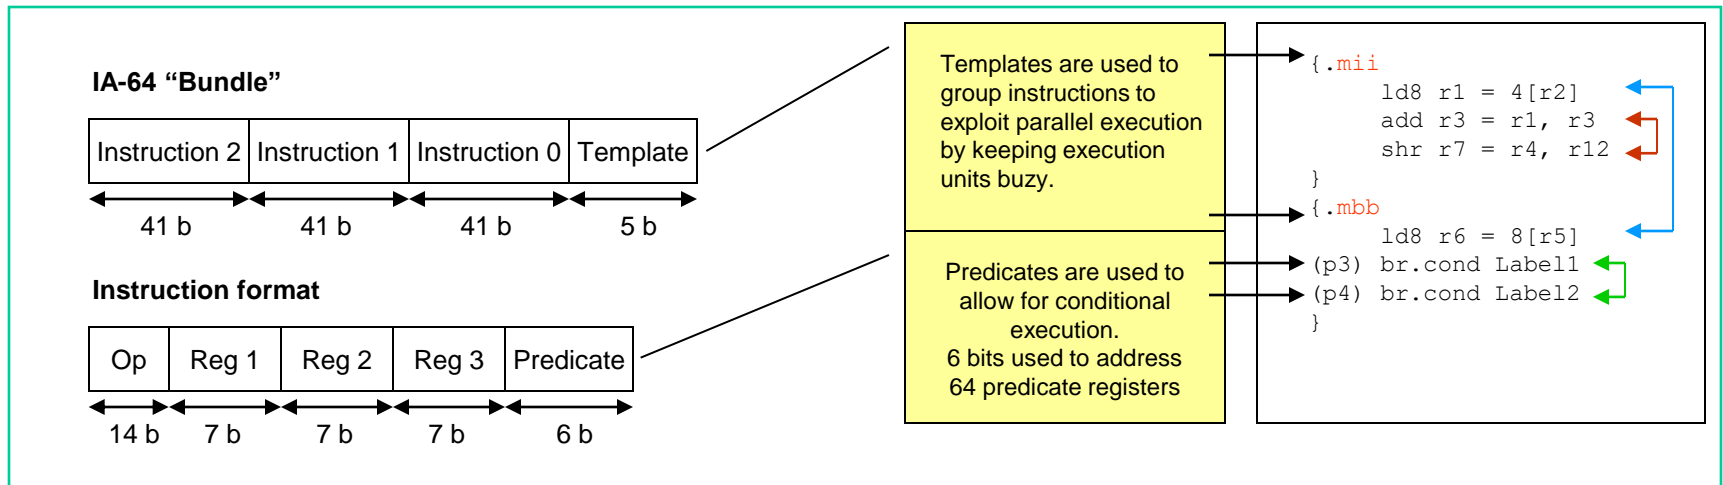 IA-64 “Bundle”
Instruction 2 Instruction 1 Instruction 0 Template
41 b 41 b 41 b 5 b
Instruction format
Op Reg 1 Reg 2 Reg 3 Predicate
14 b 7 b 7 b 7 b 6 b
Templates are used to
group instructions to
exploit parallel execution
by keeping execution
units buzy.
Predicates are used to
allow for conditional
execution.
6 bits used to address
64 predicate registers
{.mii
ld8 r1 = 4[r2]
add r3 = r1, r3
shr r7 = r4, r12
}
{.mbb
ld8 r6 = 8[r5]
(p3) br.cond Label1
(p4) br.cond Label2
}